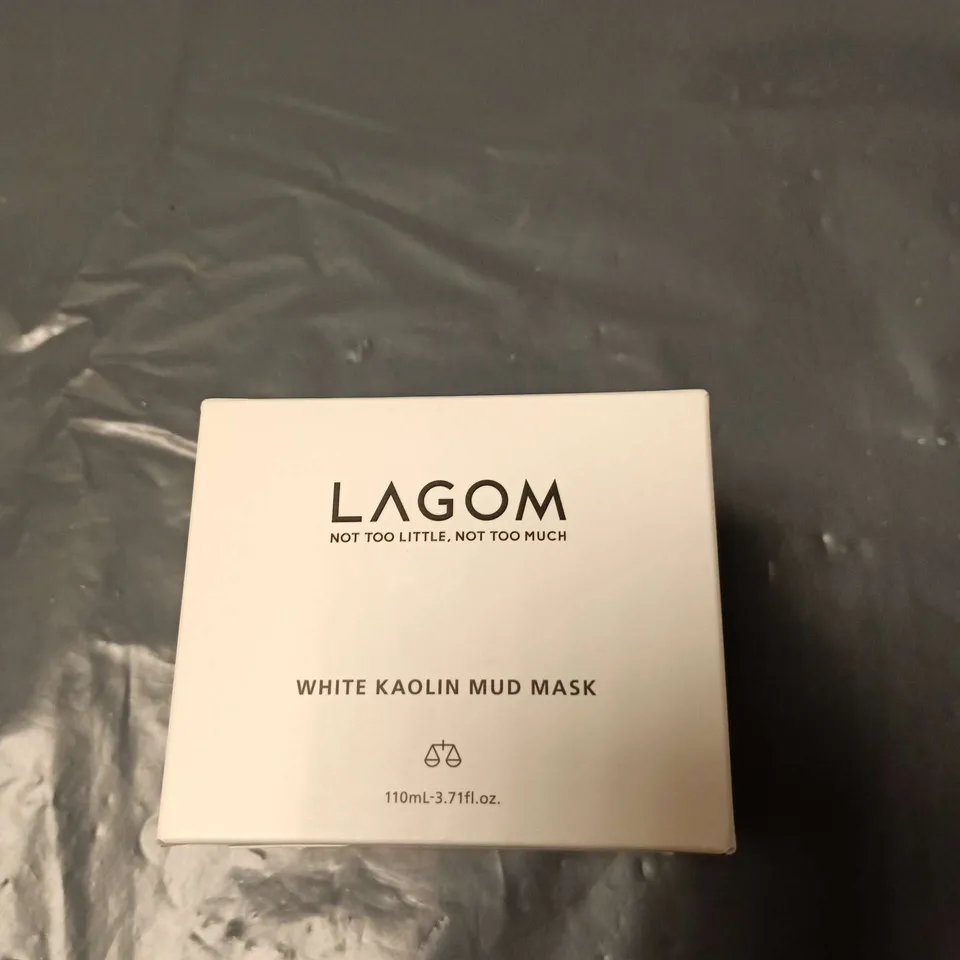 LAGOM
NOT TOO LITTLE, NOT TOO MUCH
WHITE KAOLIN MUD MASK
110mL-3.71fl.oz.